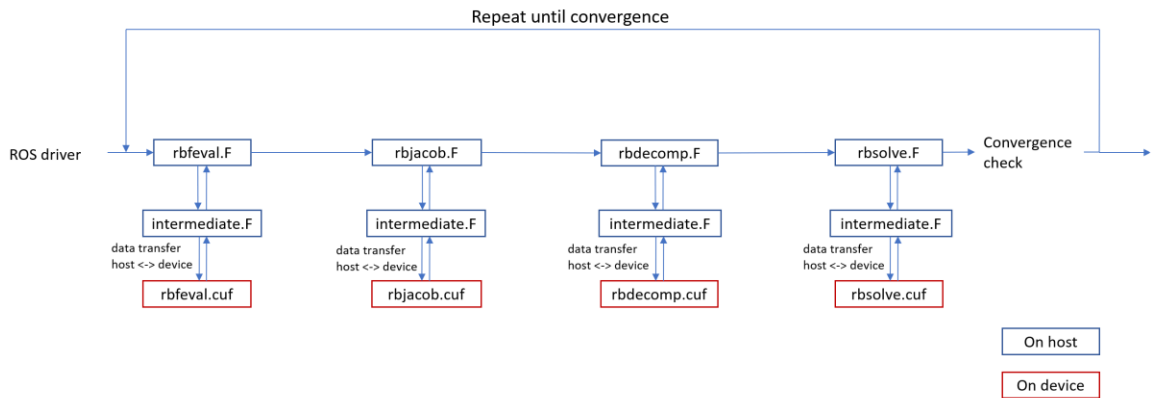 Repeat until convergence
ROS driver
rbfeval.F
rbjacob.F
rbdecomp.F
rbsolve.F
Convergence
check
intermediate.F
intermediate.F
intermediate.F
intermediate.F
data transfer
host <-> device
data transfer
host <-> device
data transfer
host <-> device
data transfer
host <-> device
rbfeval.cuf
rbjacob.cuf
rbdecomp.cuf
rbsolve.cuf
On host
On device